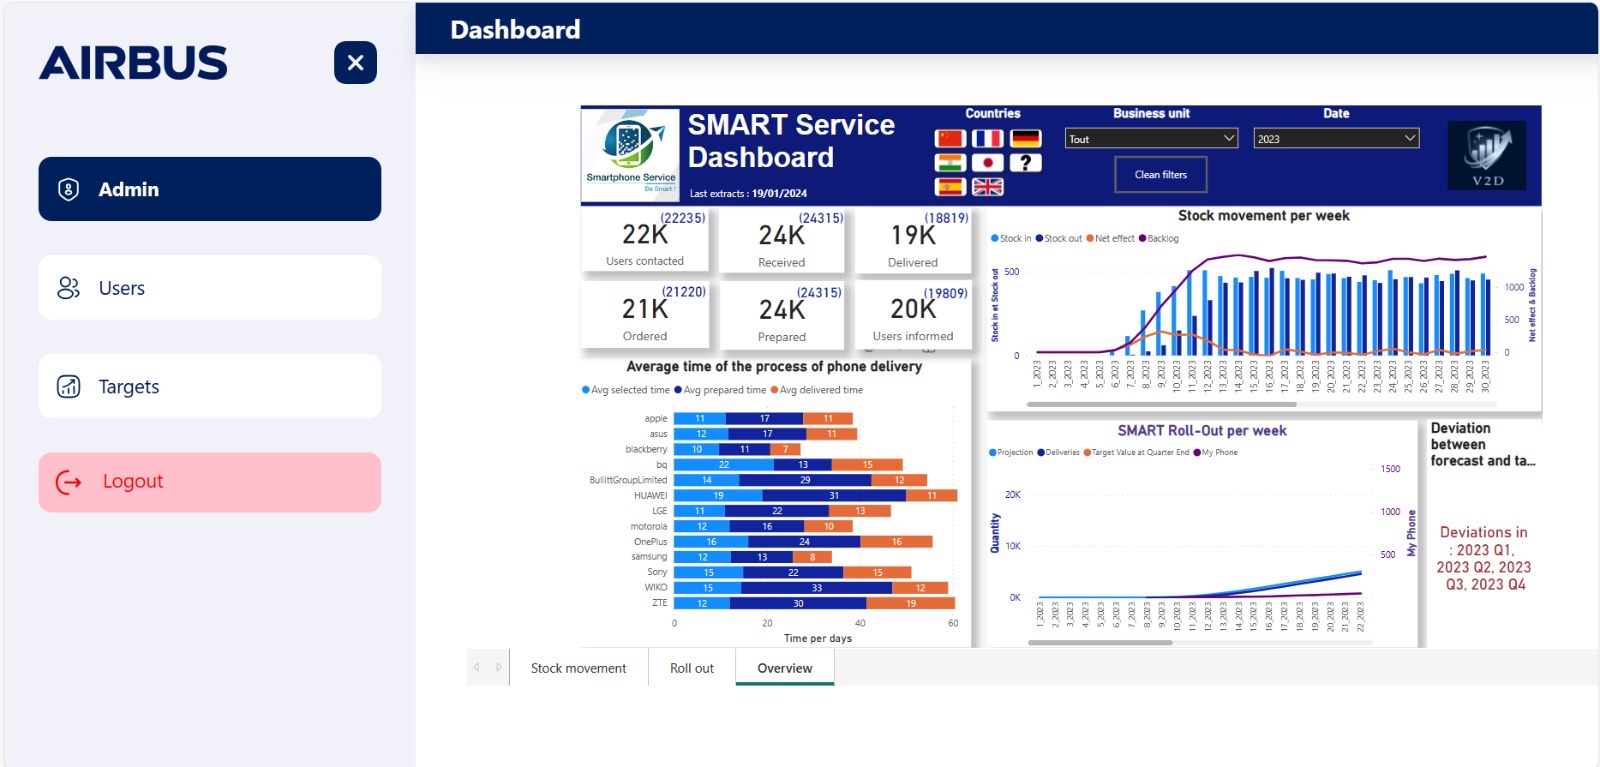 AIRBUS
Admin
Users
Targets
Logout
Dashboard
Smartphone Service
Be Smart !
SMART Service
Dashboard
Last extracts : 19/01/2024
Countries
?
Business unit
Tout
Clean filters
Date
2023
V2D
(22235)
22K
Users contacted
(24315)
24K
Received
(18819)
19K
Delivered
(21220)
21K
Ordered
(24315)
24K
Prepared
(19809)
20K
Users informed
Average time of the process of phone delivery
Avg selected time Avg prepared time Avg delivered time
apple 11 17 11
asus 12 17 11
blackberry 10 11 7
bq 22 13 15
BullittGroupLimited 14 29 12
HUAWEI 19 31 11
LGE 11 22 13
motorola 12 16 10
OnePlus 16 24 16
samsung 12 13 8
Sony 15 22 15
WIKO 15 33 12
ZTE 12 30 19
0 20 40 60
Time per days
Stock movement per week
Stock in Stock out Net effect Backlog
Stock in et Stock out
500
0
1000
500
0
Net effect & Backlog
1_2023 2_2023 3_2023 4_2023 5_2023 6_2023 7_2023 8_2023 9_2023 10_2023 11_2023 12_2023 13_2023 14_2023 15_2023 16_2023 17_2023 18_2023 19_2023 20_2023 21_2023 22_2023 23_2023 24_2023 25_2023 26_2023 27_2023 28_2023 29_2023 30_2023
SMART Roll-Out per week
Projection Deliveries Target Value at Quarter End My Phone
Quantity
20K
10K
0K
1500
1000
500
My Phone
1_2023 2_2023 3_2023 4_2023 5_2023 6_2023 7_2023 8_2023 9_2023 10_2023 11_2023 12_2023 13_2023 14_2023 15_2023 16_2023 17_2023 18_2023 19_2023 20_2023 21_2023 22_2023
Deviation
between
forecast and ta...
Deviations in
: 2023 Q1,
2023 Q2, 2023
Q3, 2023 Q4
Stock movement
Roll out
Overview